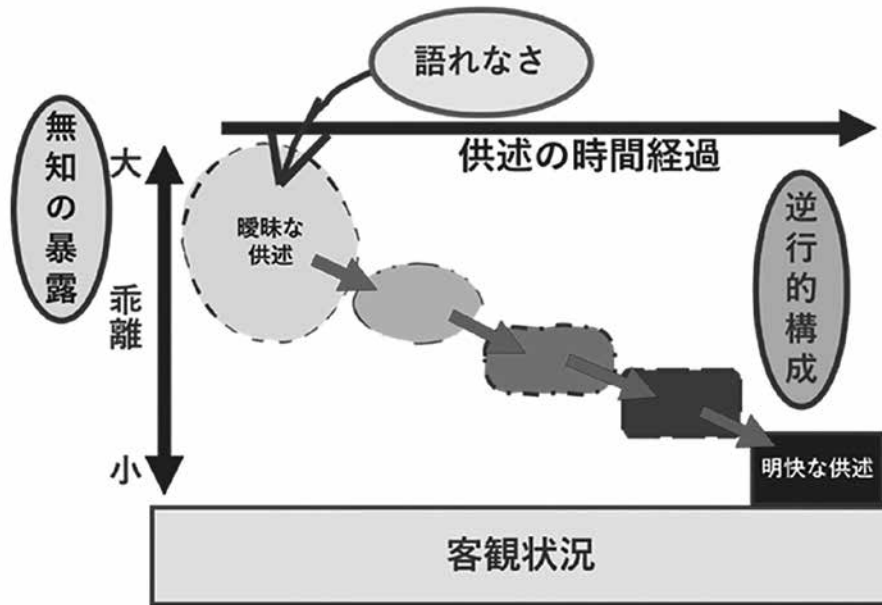 語れなさ
供述の時間経過
無知の暴露
大
乖離
小
曖昧な
供述
逆行的構成
明快な供述
客観状況